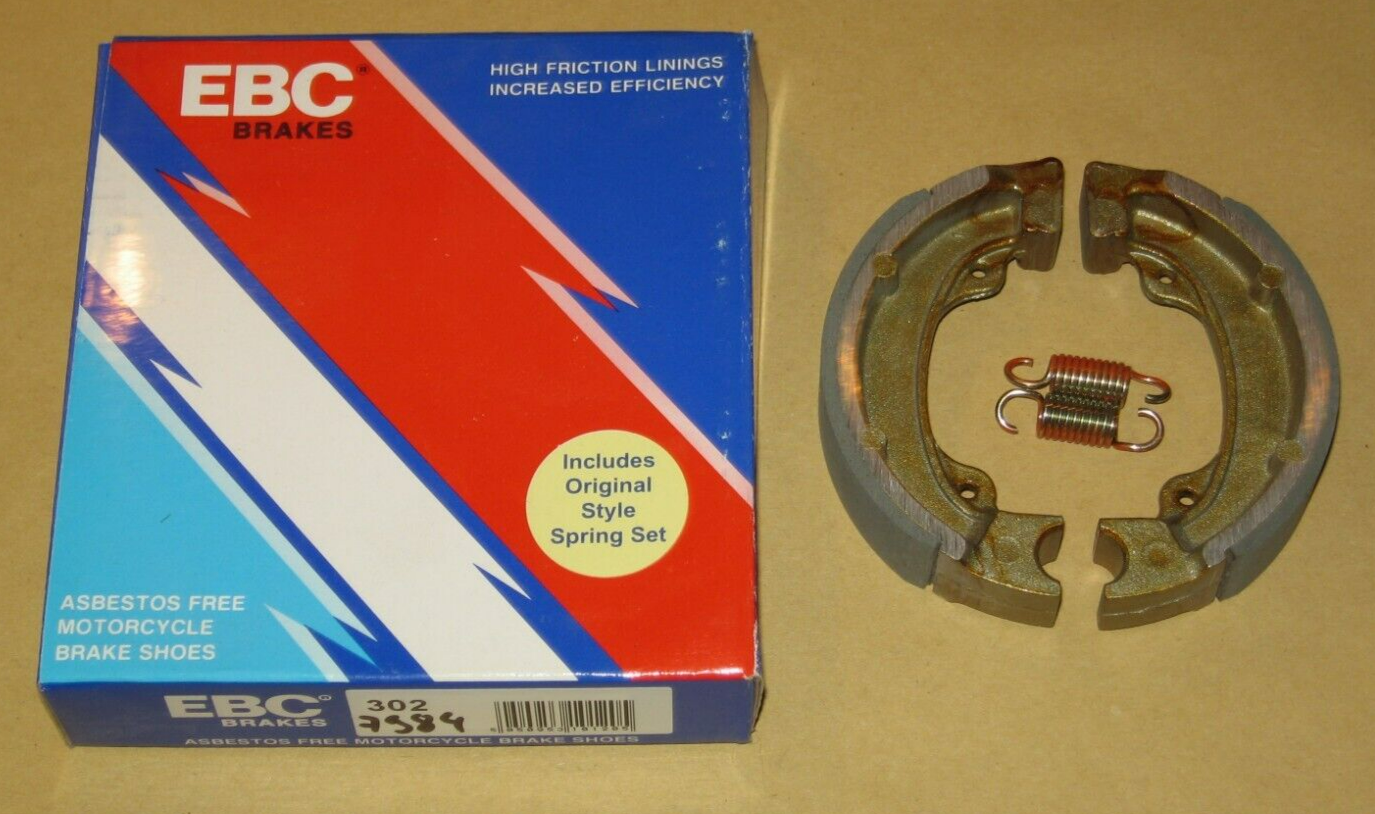 EBC®
BRAKES
HIGH FRICTION LININGS
INCREASED EFFICIENCY
Includes
Original
Style
Spring Set
ASBESTOS FREE
MOTORCYCLE
BRAKE SHOES
EBC®
BRAKES
302
7984
ASBESTOS FREE MOTORCYCLE BRAKE SHOES